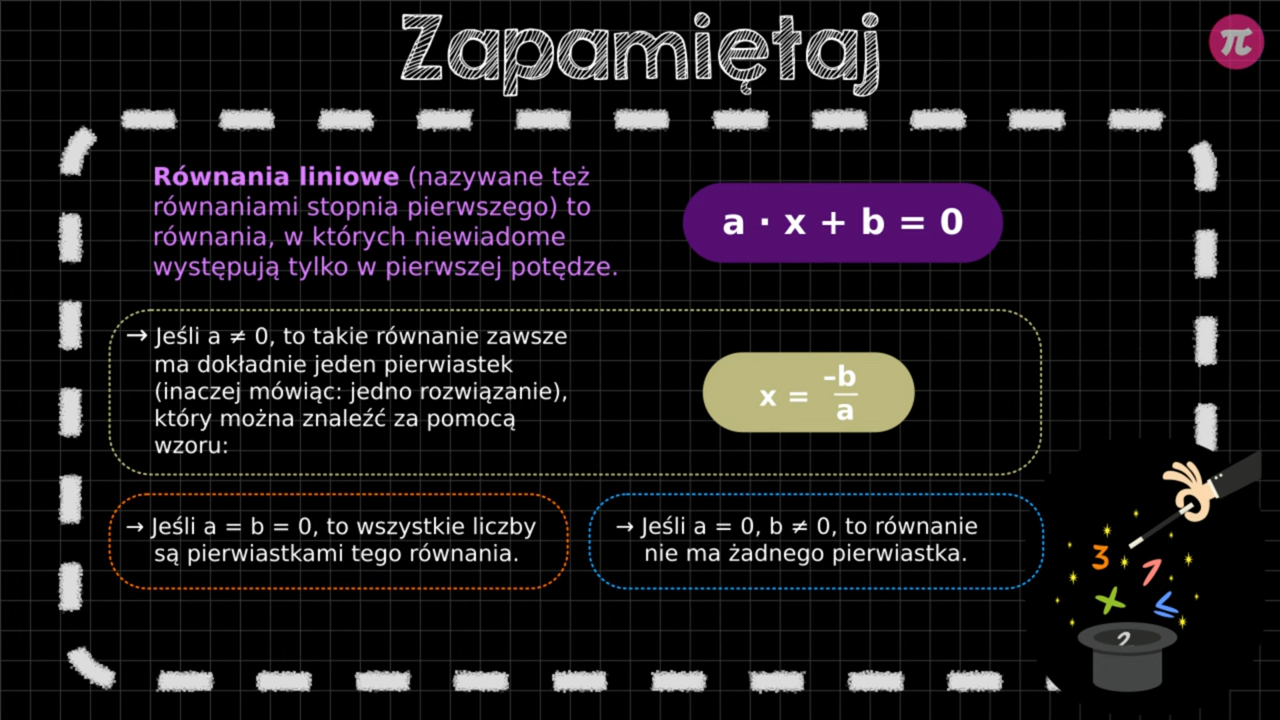 Zapamiętaj
π
Równania liniowe (nazywane też
równaniami stopnia pierwszego) to
równania, w których niewiadome
występują tylko w pierwszej potędze.
a · x + b = 0
→ Jeśli a ≠ 0, to takie równanie zawsze
ma dokładnie jeden pierwiastek
(inaczej mówiąc: jedno rozwiązanie),
który można znaleźć za pomocą
wzoru:
x = –b/a
→ Jeśli a = b = 0, to wszystkie liczby
są pierwiastkami tego równania.
→ Jeśli a = 0, b ≠ 0, to równanie
nie ma żadnego pierwiastka.
3
7
+
≤
2